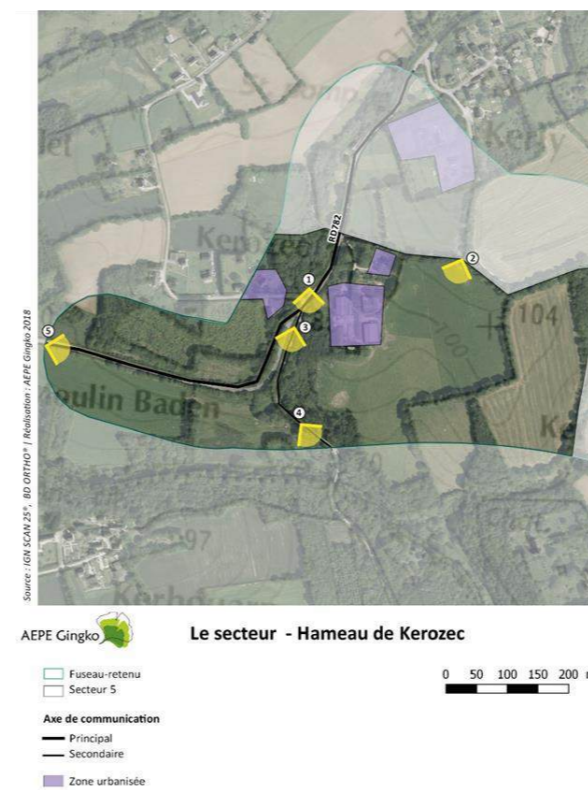 St.
Kerozec
RD782
1
2
3
4
5
104
Moulin Baden
97
Source : IGN SCAN 25®, BD ORTHO® | Réalisation : AEPE Gingko 2018
AEPE Gingko
Le secteur - Hameau de Kerozec
Fuseau-retenu
Secteur 5
0 50 100 150 200
Axe de communication
Principal
Secondaire
Zone urbanisée